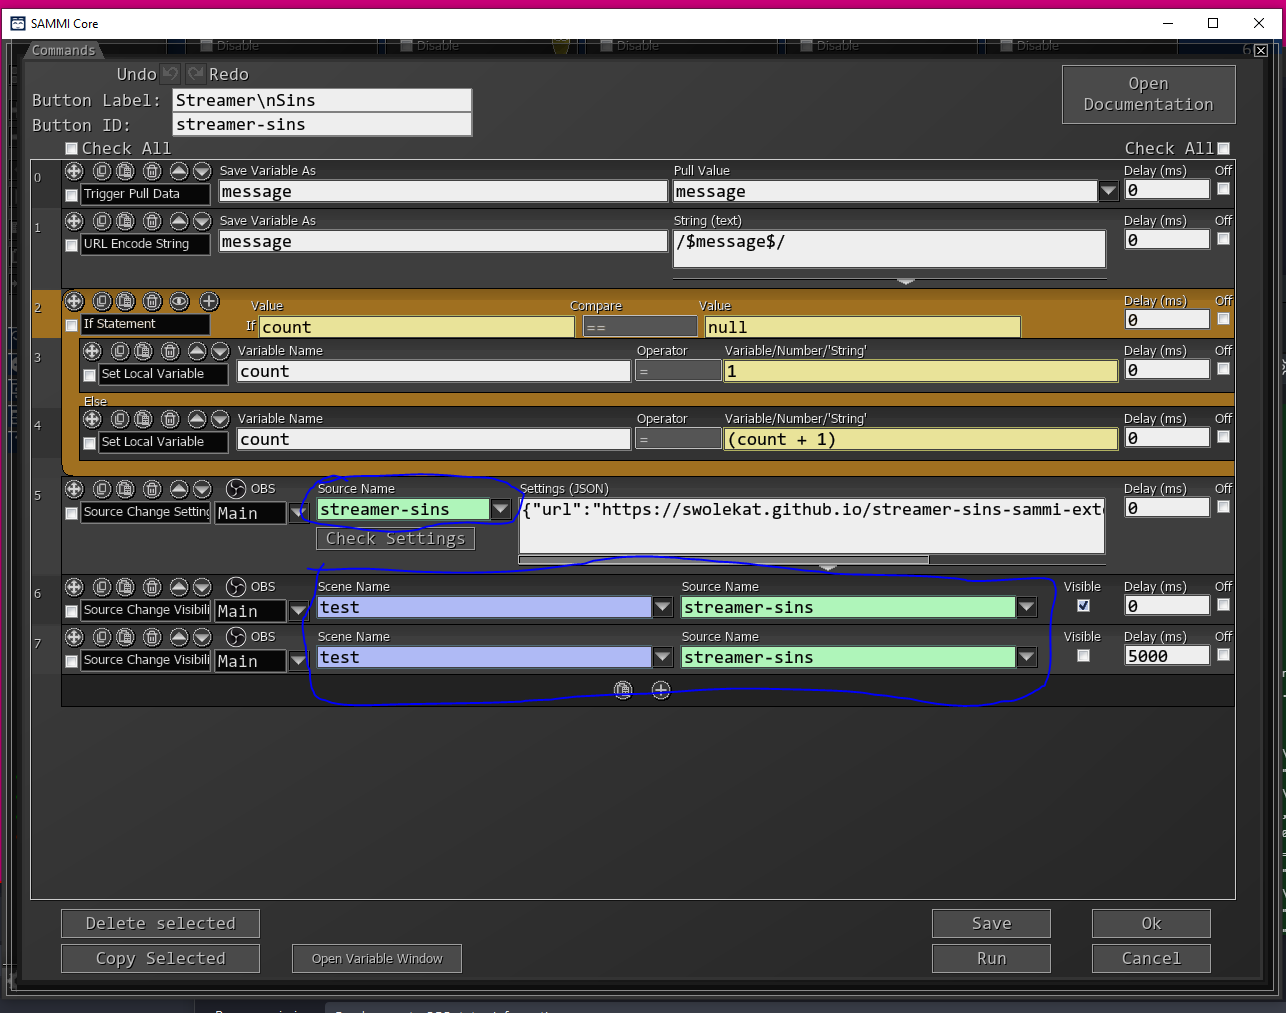 SAMMI Core
Disable Disable Disable Disable Disable
Commands
Undo Redo
Button Label: Streamer\nSins
Button ID: streamer-sins
Open Documentation
Check All Check All
0 Save Variable As Pull Value Delay (ms) Off
Trigger Pull Data message message 0
1 Save Variable As String (text) Delay (ms) Off
URL Encode String message /$message$/ 0
2 Value Compare Value Delay (ms) Off
If Statement If count == null 0
3 Variable Name Operator Variable/Number/'String' Delay (ms) Off
Set Local Variable count = 1 0
Else
4 Variable Name Operator Variable/Number/'String' Delay (ms) Off
Set Local Variable count = (count + 1) 0
5 OBS Source Name Settings (JSON) Delay (ms) Off
Source Change Setting Main streamer-sins {"url":"https://swolekat.github.io/streamer-sins-sammi-exte 0
Check Settings
6 OBS Scene Name Source Name Visible Delay (ms) Off
Source Change Visibili Main test streamer-sins 0
7 OBS Scene Name Source Name Visible Delay (ms) Off
Source Change Visibili Main test streamer-sins 5000
Delete selected Save Ok
Copy Selected Open Variable Window Run Cancel